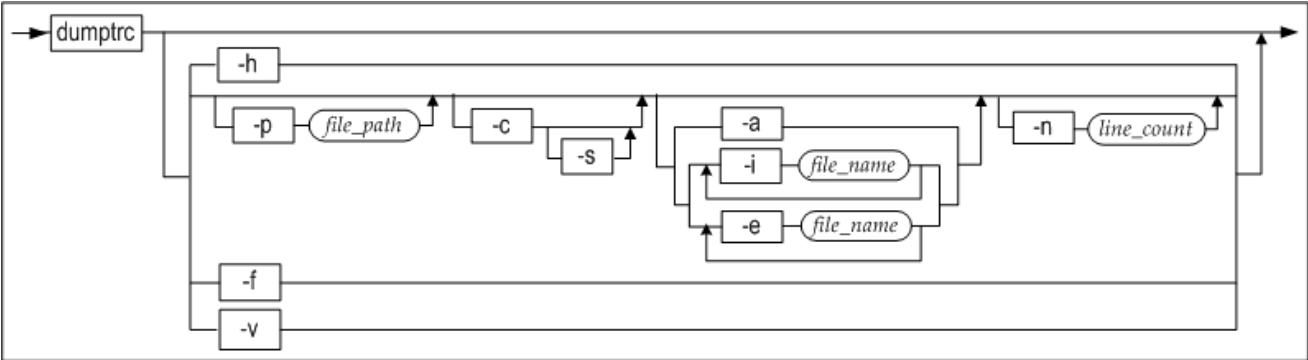 dumptrc
-h
-p file_path -c -s -a -n line_count
-i file_name
-e file_name
-f
-v